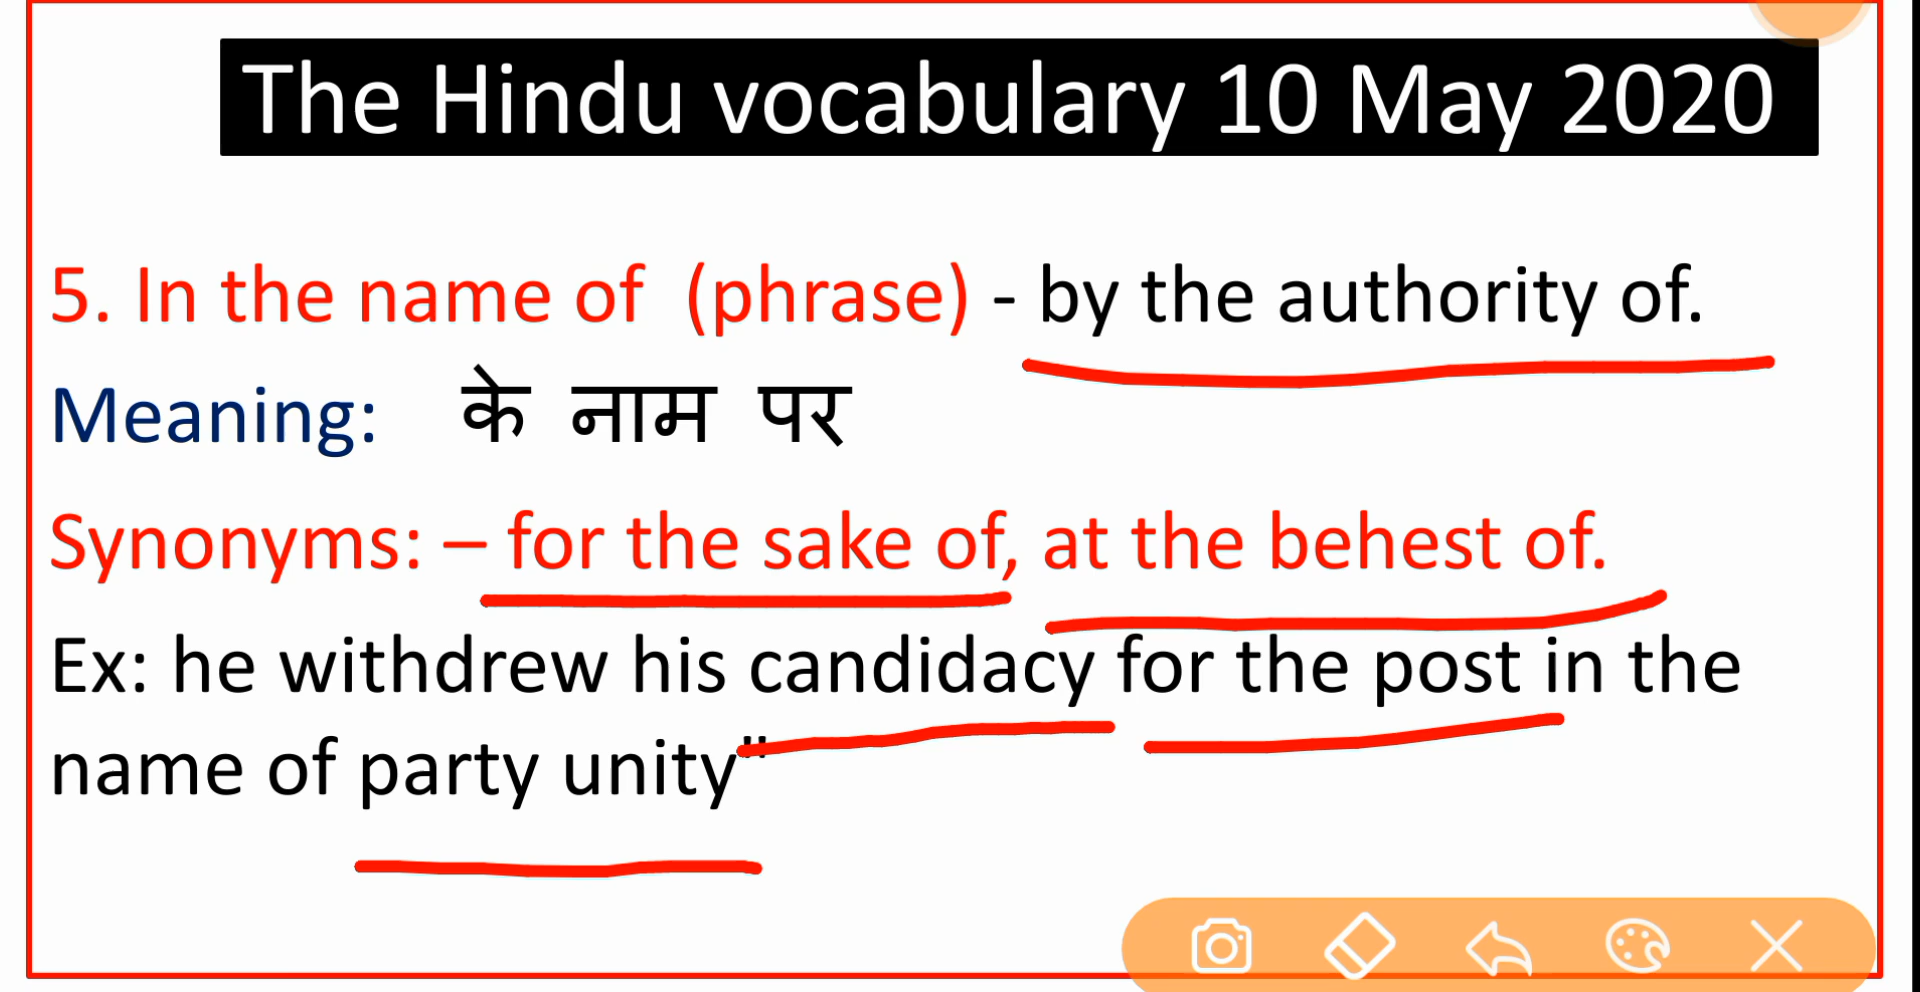 The Hindu vocabulary 10 May 2020
5. In the name of (phrase) - by the authority of.
Meaning: के नाम पर
Synonyms: – for the sake of, at the behest of.
Ex: he withdrew his candidacy for the post in the
name of party unity"